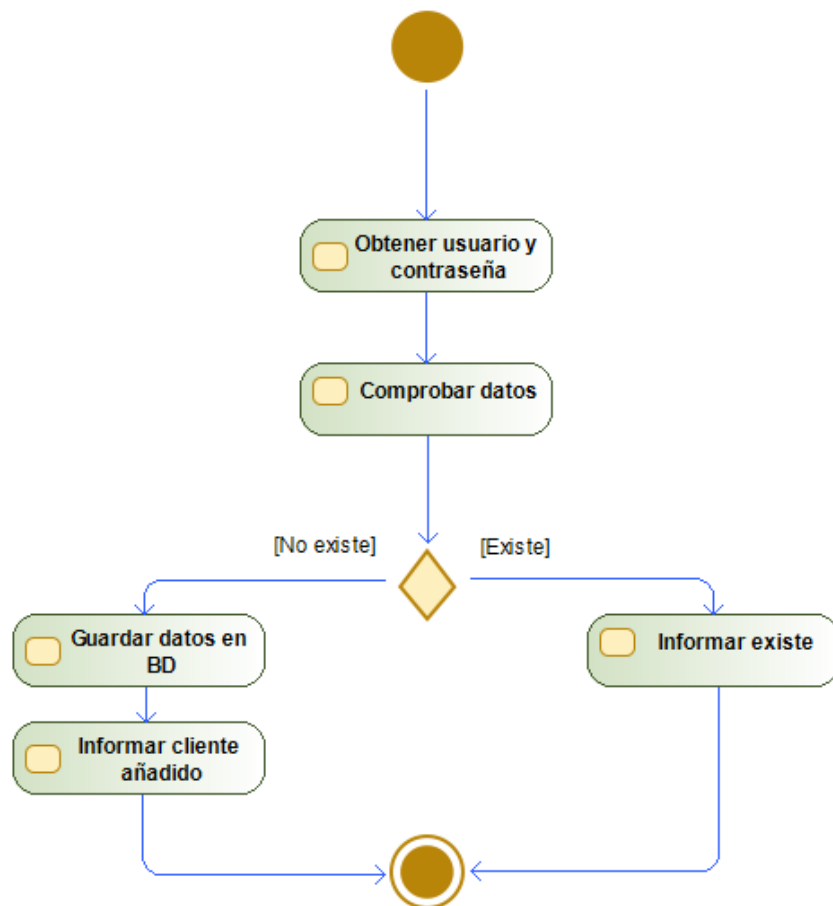 Obtener usuario y
contraseña
Comprobar datos
[No existe]
[Existe]
Guardar datos en
BD
Informar existe
Informar cliente
añadido